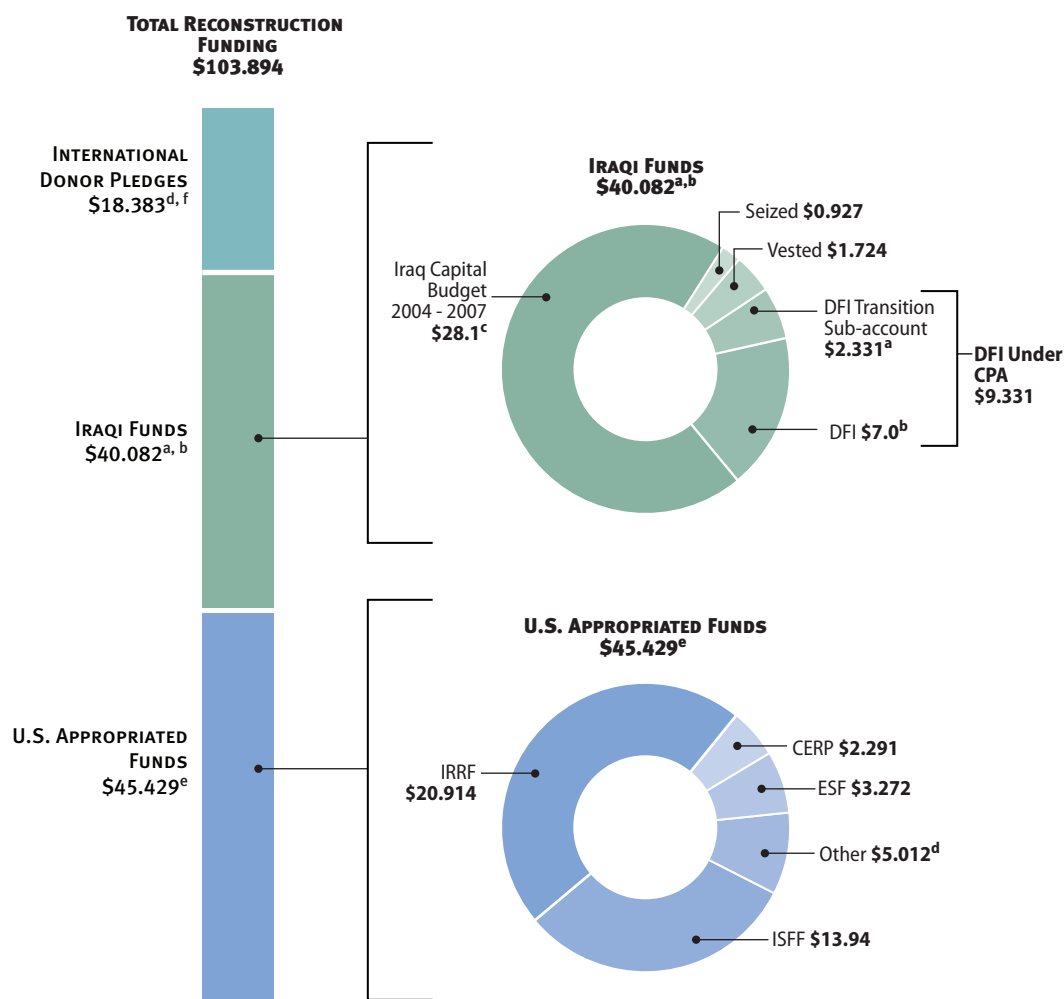 TOTAL RECONSTRUCTION
FUNDING
$103.894
INTERNATIONAL
DONOR PLEDGES
$18.383d, f
IRAQI FUNDS
$40.082a, b
U.S. APPROPRIATED
FUNDS
$45.429e
IRAQI FUNDS
$40.082a,b
Seized $0.927
Vested $1.724
Iraq Capital
Budget
2004 - 2007
$28.1c
DFI Transition
Sub-account
$2.331a
DFI Under
CPA
$9.331
DFI $7.0b
U.S. APPROPRIATED FUNDS
$45.429e
IRRF
$20.914
CERP $2.291
ESF $3.272
Other $5.012d
ISFF $13.94